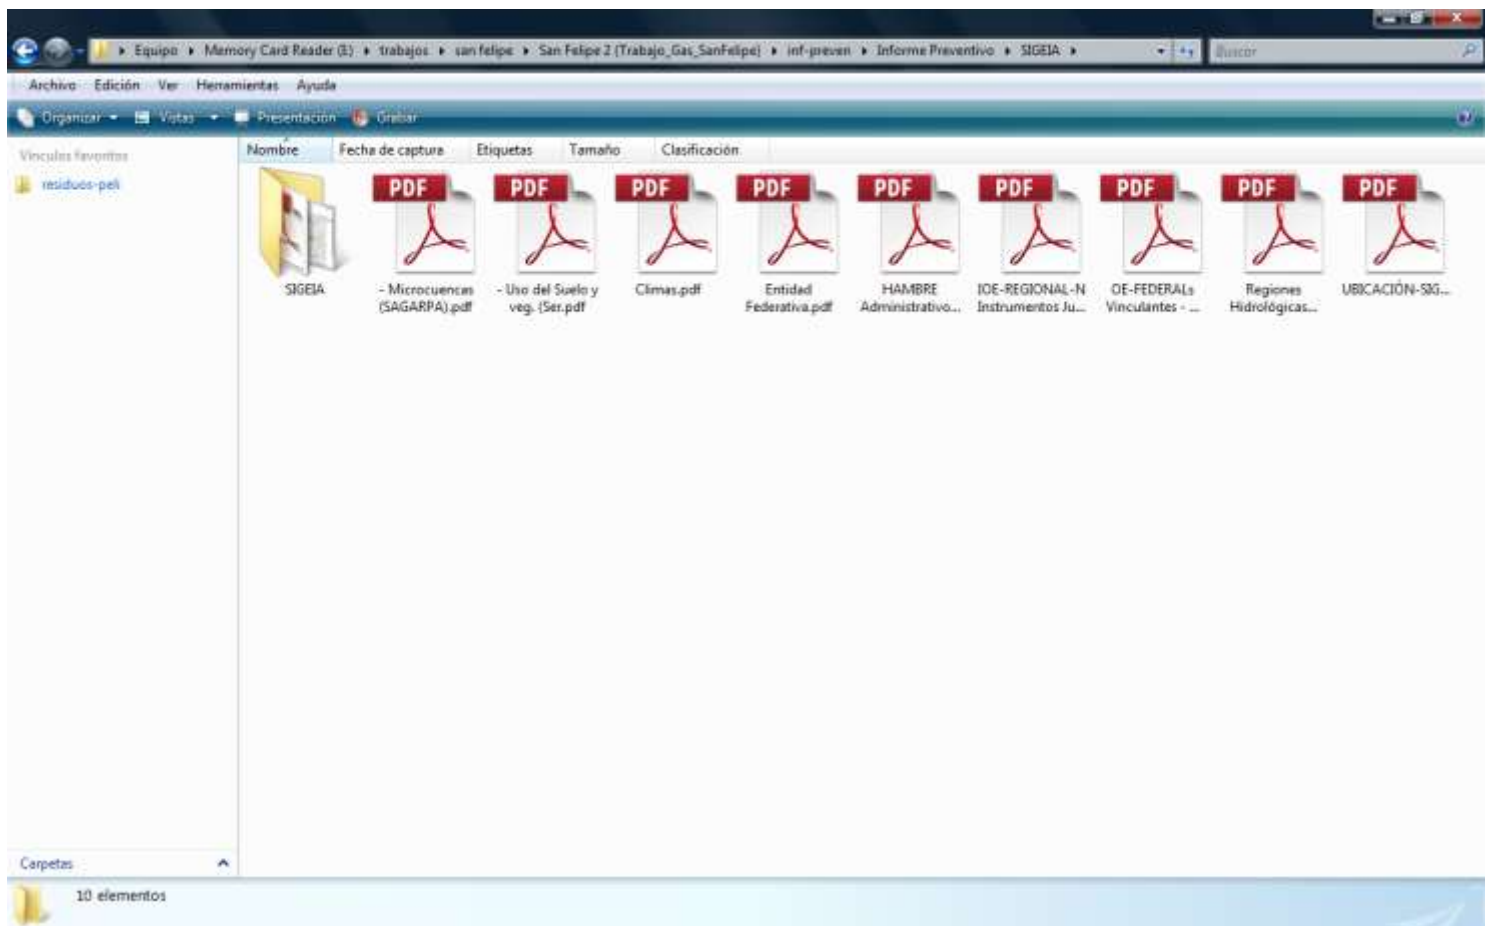 Equipo ▸ Memory Card Reader (E:) ▸ trabajos ▸ san felipe ▸ San Felipe 2 (Trabajo_Gas_SanFelipe) ▸ inf-preven ▸ Informe Preventivo ▸ SIGEIA ▸
Buscar
Archivo Edición Ver Herramientas Ayuda
Organizar Vistas Presentación Grabar
Vínculos favoritos
residuos-peli
Nombre Fecha de captura Etiquetas Tamaño Clasificación
PDF PDF PDF PDF PDF PDF PDF PDF PDF
SIGEIA
- Microcuencas
(SAGARPA).pdf
- Uso del Suelo y
veg. (Ser.pdf
Climas.pdf
Entidad
Federativa.pdf
HAMBRE
Administrativo...
IOE-REGIONAL-N
Instrumentos Ju...
OE-FEDERALs
Vinculantes - ...
Regiones
Hidrológicas...
UBICACIÓN-SIG...
Carpetas
10 elementos